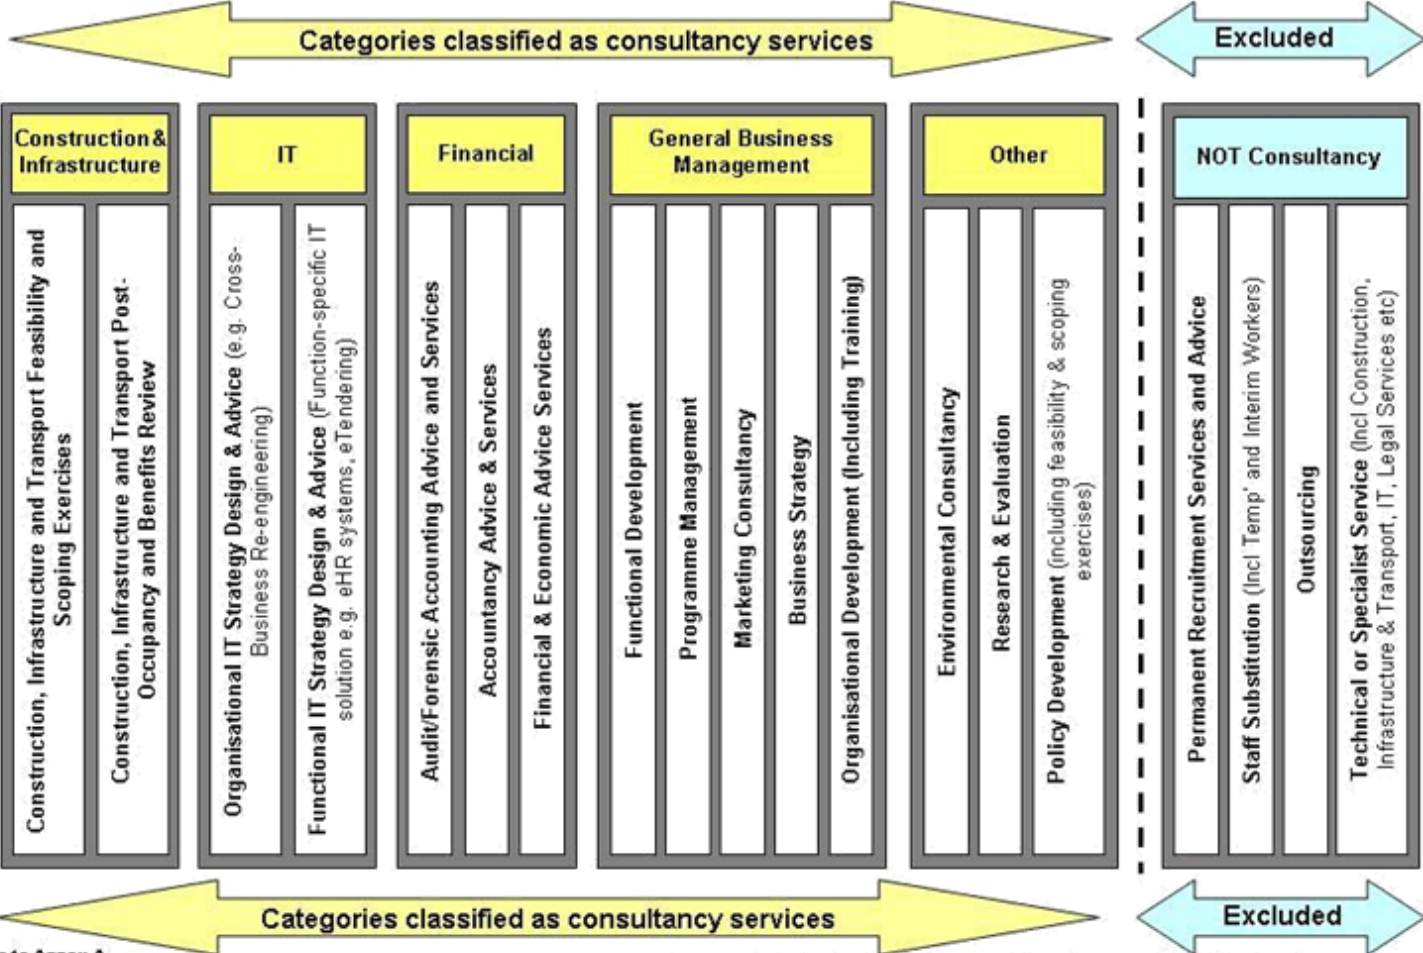 Categories classified as consultancy services
Excluded
Construction &
Infrastructure
Construction, Infrastructure and Transport Feasibility and
Scoping Exercises
Construction, Infrastructure and Transport Post-
Occupancy and Benefits Review
IT
Organisational IT Strategy Design & Advice (e.g. Cross-
Business Re-engineering)
Functional IT Strategy Design & Advice (Function-specific IT
solution e.g. eHR systems, eTendering)
Financial
Audit/Forensic Accounting Advice and Services
Accountancy Advice & Services
Financial & Economic Advice Services
General Business
Management
Functional Development
Programme Management
Marketing Consultancy
Business Strategy
Organisational Development (Including Training)
Other
Environmental Consultancy
Research & Evaluation
Policy Development (including feasibility & scoping
exercises)
NOT Consultancy
Permanent Recruitment Services and Advice
Staff Substitution (Incl Temp' and Interim Workers)
Outsourcing
Technical or Specialist Service (Incl Construction,
Infrastructure & Transport, IT, Legal Services etc)
Categories classified as consultancy services
Excluded